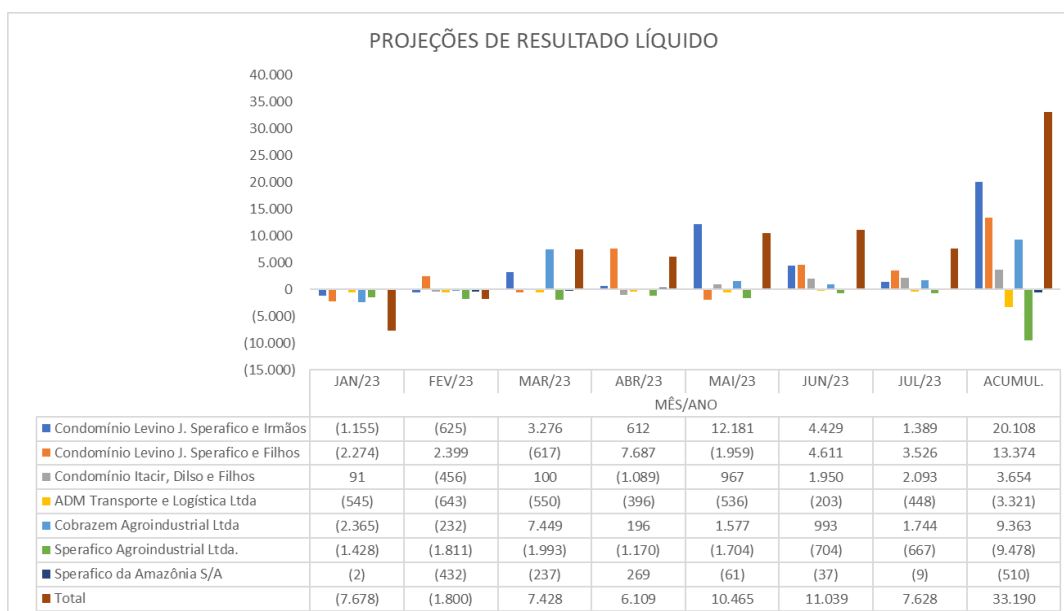 PROJEÇÕES DE RESULTADO LÍQUIDO
40.000
35.000
30.000
25.000
20.000
15.000
10.000
5.000
0
(5.000)
(10.000)
(15.000)
JAN/23 FEV/23 MAR/23 ABR/23 MAI/23 JUN/23 JUL/23 ACUMUL.
MÊS/ANO
Condomínio Levino J. Sperafico e Irmãos (1.155) (625) 3.276 612 12.181 4.429 1.389 20.108
Condomínio Levino J. Sperafico e Filhos (2.274) 2.399 (617) 7.687 (1.959) 4.611 3.526 13.374
Condomínio Itacir, Dilso e Filhos 91 (456) 100 (1.089) 967 1.950 2.093 3.654
ADM Transporte e Logística Ltda (545) (643) (550) (396) (536) (203) (448) (3.321)
Cobrazem Agroindustrial Ltda (2.365) (232) 7.449 196 1.577 993 1.744 9.363
Sperafico Agroindustrial Ltda. (1.428) (1.811) (1.993) (1.170) (1.704) (704) (667) (9.478)
Sperafico da Amazônia S/A (2) (432) (237) 269 (61) (37) (9) (510)
Total (7.678) (1.800) 7.428 6.109 10.465 11.039 7.628 33.190